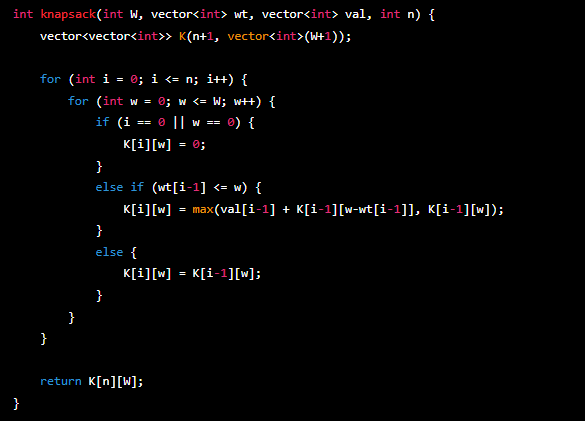 int knapsack(int W, vector<int> wt, vector<int> val, int n) {
    vector<vector<int>> K(n+1, vector<int>(W+1));

    for (int i = 0; i <= n; i++) {
        for (int w = 0; w <= W; w++) {
            if (i == 0 || w == 0) {
                K[i][w] = 0;
            }
            else if (wt[i-1] <= w) {
                K[i][w] = max(val[i-1] + K[i-1][w-wt[i-1]], K[i-1][w]);
            }
            else {
                K[i][w] = K[i-1][w];
            }
        }
    }

    return K[n][W];
}